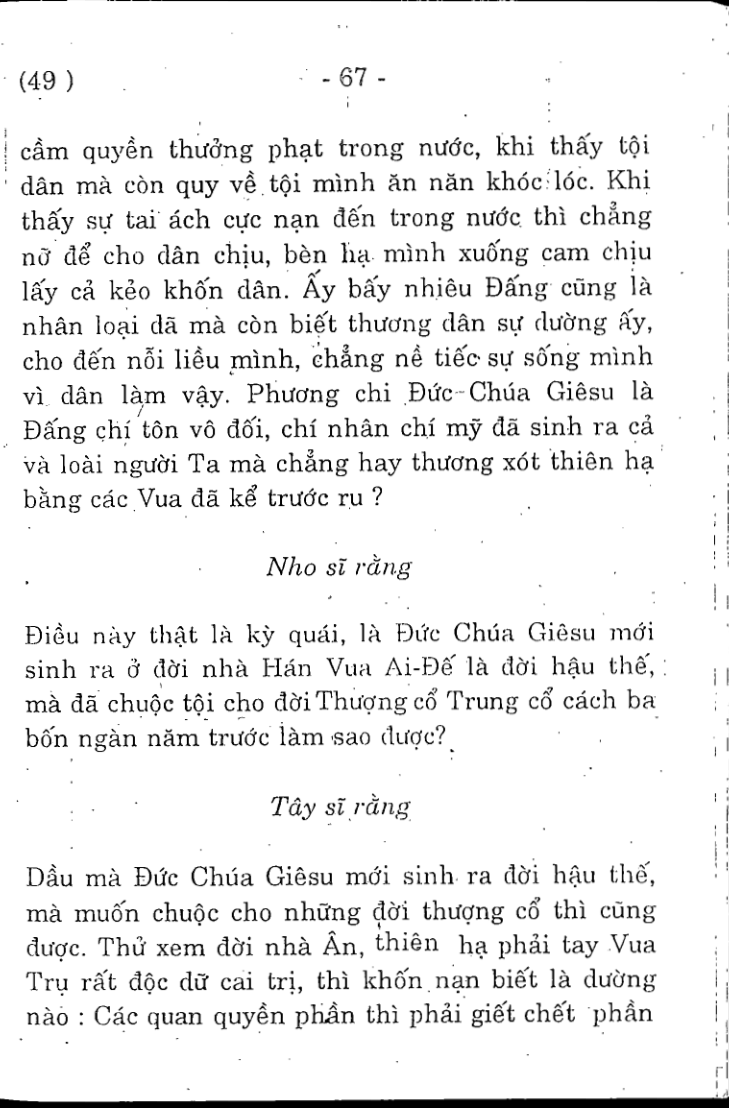 (49 )
- 67 -
cầm quyền thưởng phạt trong nước, khi thấy tội
dân mà còn quy về tội mình ăn năn khóc lóc. Khi
thấy sự tai ách cực nạn đến trong nước thì chẳng
nỡ để cho dân chịu, bèn hạ mình xuống cam chịu
lấy cả kẻo khốn dân. Ấy bấy nhiêu Đấng cũng là
nhân loại dã mà còn biết thương dân sự dường ấy,
cho đến nỗi liều mình, chẳng nề tiếc sự sống mình
vì dân làm vậy. Phương chi Đức Chúa Giêsu là
Đấng chí tôn vô đối, chí nhân chí mỹ đã sinh ra cả
và loài người Ta mà chẳng hay thương xót thiên hạ
bằng các Vua đã kể trước ru ?
Nho sĩ rằng
Điều này thật là kỳ quái, là Đức Chúa Giêsu mới
sinh ra ở đời nhà Hán Vua Ai-Đế là đời hậu thế,
mà đã chuộc tội cho đời Thượng cổ Trung cổ cách ba
bốn ngàn năm trước làm sao được?
Tây sĩ rằng
Dầu mà Đức Chúa Giêsu mới sinh ra đời hậu thế,
mà muốn chuộc cho những đời thượng cổ thì cũng
được. Thử xem đời nhà Ân, thiên hạ phải tay Vua
Trụ rất độc dữ cai trị, thì khốn nạn biết là dường
nào : Các quan quyền phần thì phải giết chết phần